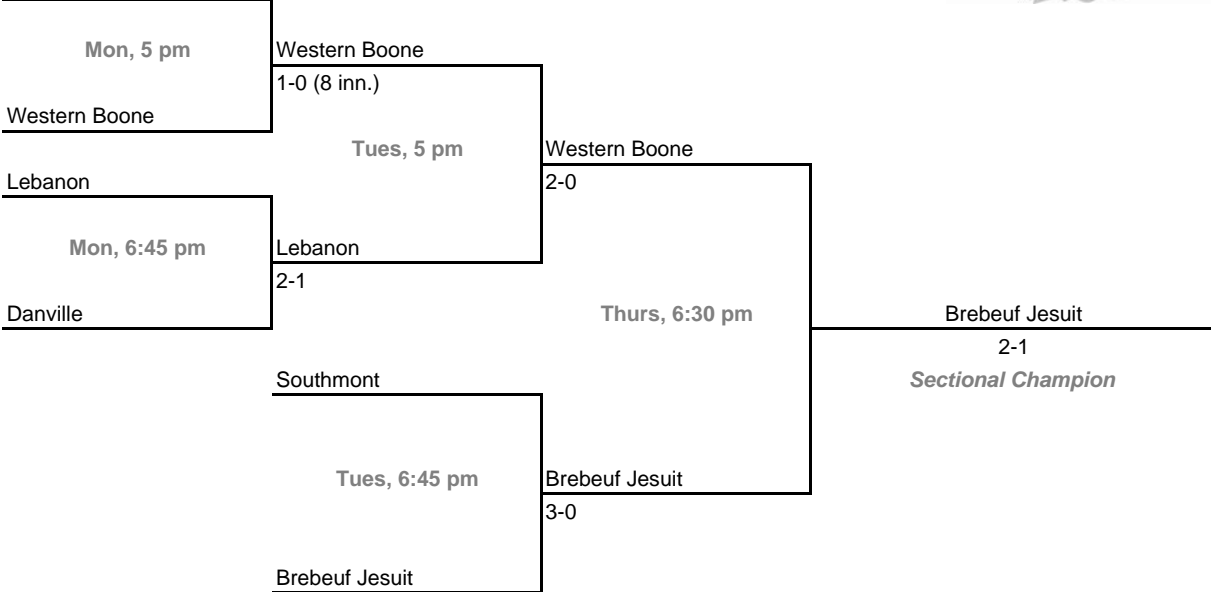 Mon, 5 pm
Western Boone
1-0 (8 inn.)
Western Boone
Tues, 5 pm
Western Boone
2-0
Lebanon
Mon, 6:45 pm
Lebanon
2-1
Danville
Thurs, 6:30 pm
Brebeuf Jesuit
2-1
Sectional Champion
Southmont
Tues, 6:45 pm
Brebeuf Jesuit
3-0
Brebeuf Jesuit